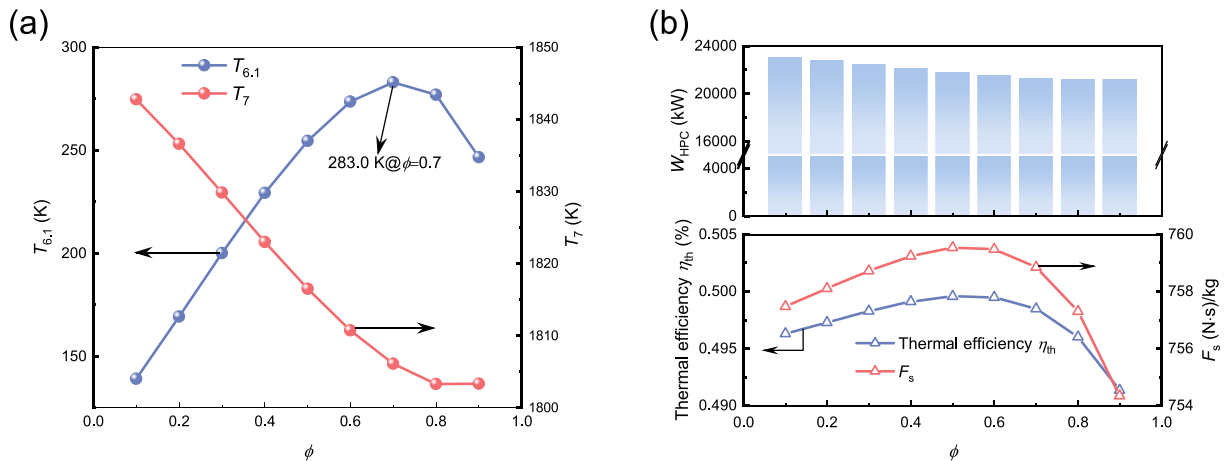 (a)
300
250
200
150
T6.1 (K)
T6.1
T7
283.0 K@ϕ=0.7
1850
1840
1830
1820
1810
1800
T7 (K)
0.0 0.2 0.4 0.6 0.8 1.0
ϕ
(b)
24000
20000
16000
4000
0
WHPC (kW)
0.505
0.500
0.495
0.490
Thermal efficiency ηth (%)
Thermal efficiency ηth
Fs
760
758
756
754
Fs (N·s)/kg
0.0 0.2 0.4 0.6 0.8 1.0
ϕ